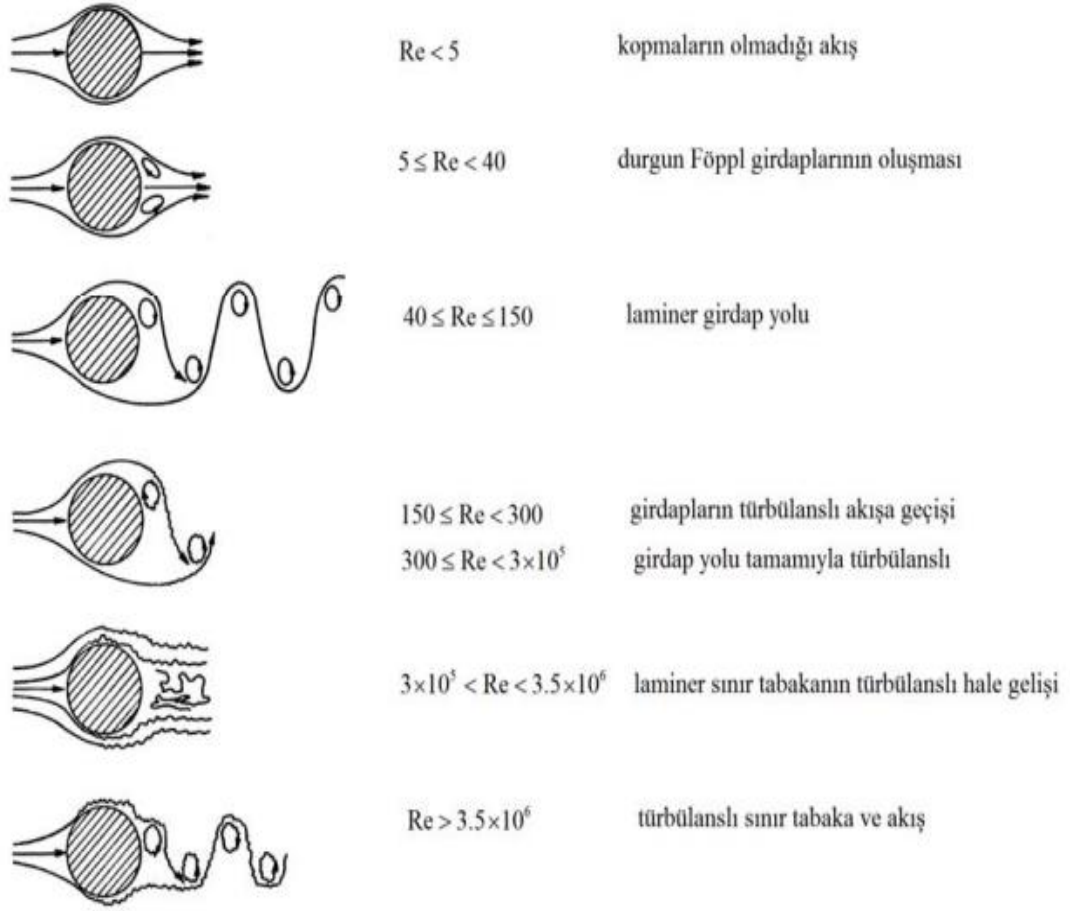 Re < 5 kopmaların olmadığı akış
5 ≤ Re < 40 durgun Föppl girdaplarının oluşması
40 ≤ Re ≤ 150 laminer girdap yolu
150 ≤ Re < 300 girdapların türbülanslı akışa geçişi
300 ≤ Re < 3×10⁵ girdap yolu tamamıyla türbülanslı
3×10⁵ < Re < 3.5×10⁶ laminer sınır tabakanın türbülanslı hale gelişi
Re > 3.5×10⁶ türbülanslı sınır tabaka ve akış